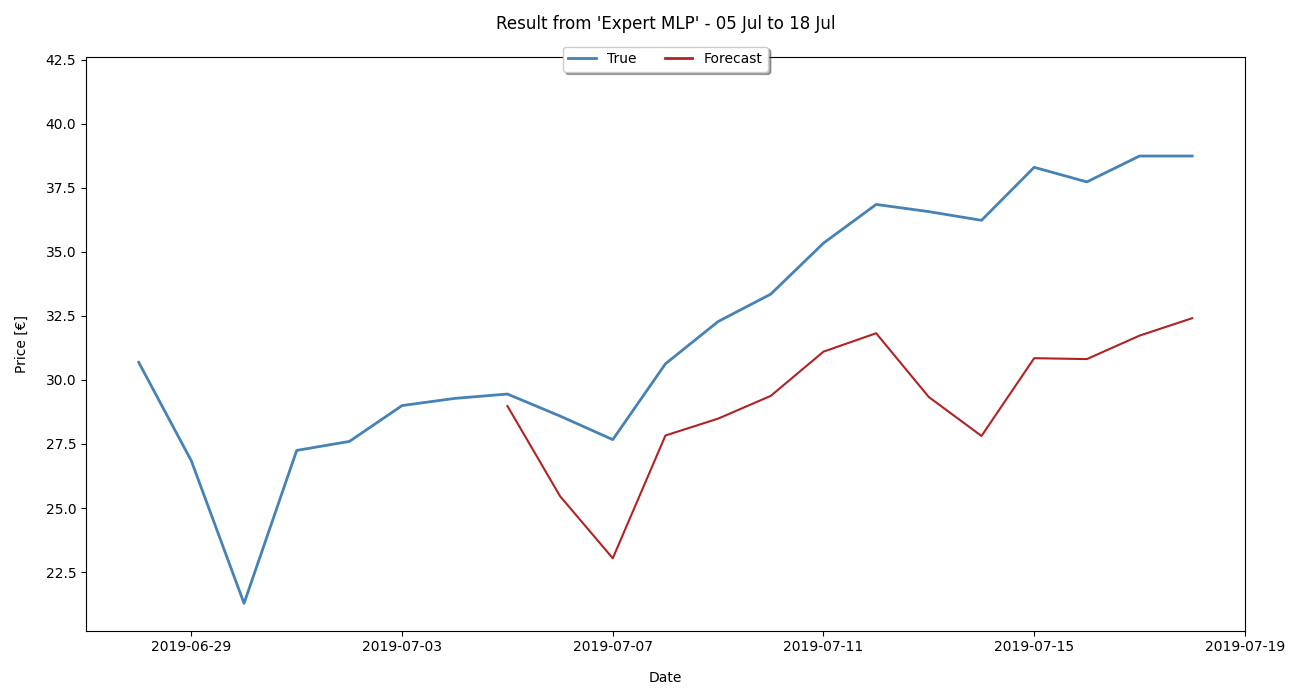 Result from 'Expert MLP' - 05 Jul to 18 Jul
True Forecast
42.5
40.0
37.5
35.0
32.5
30.0
27.5
25.0
22.5
Price [€]
2019-06-29 2019-07-03 2019-07-07 2019-07-11 2019-07-15 2019-07-19
Date